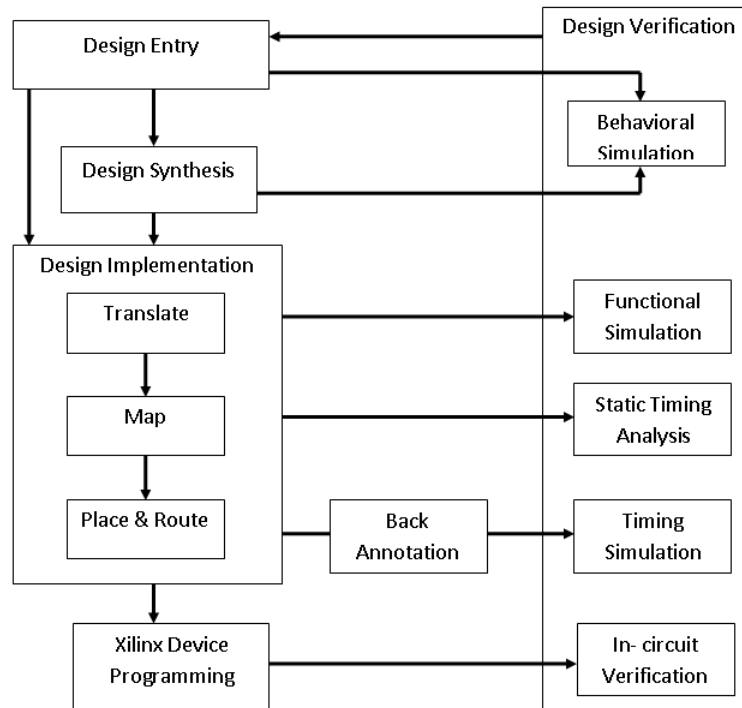 Design Entry
Design Verification
Behavioral
Simulation
Design Synthesis
Design Implementation
Translate
Functional
Simulation
Map
Static Timing
Analysis
Place & Route
Back
Annotation
Timing
Simulation
Xilinx Device
Programming
In- circuit
Verification